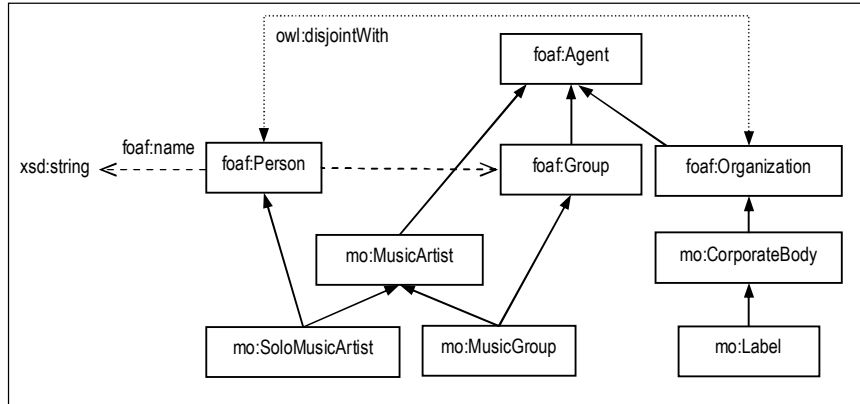 owl:disjointWith
foaf:Agent
foaf:name
xsd:string
foaf:Person
foaf:Group
foaf:Organization
mo:MusicArtist
mo:CorporateBody
mo:SoloMusicArtist
mo:MusicGroup
mo:Label